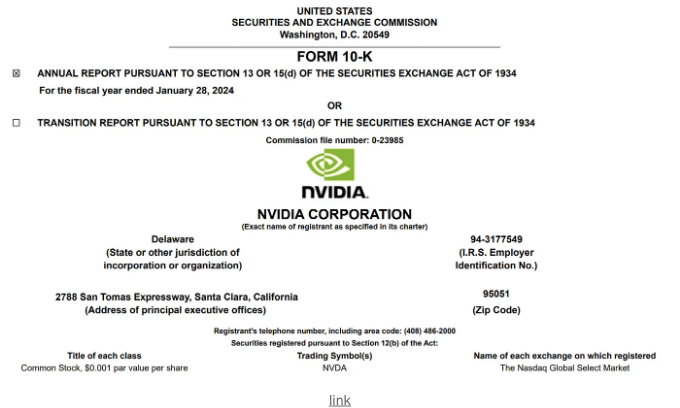 UNITED STATES
SECURITIES AND EXCHANGE COMMISSION
Washington, D.C. 20549
FORM 10-K
☒ ANNUAL REPORT PURSUANT TO SECTION 13 OR 15(d) OF THE SECURITIES EXCHANGE ACT OF 1934
For the fiscal year ended January 28, 2024
OR
☐ TRANSITION REPORT PURSUANT TO SECTION 13 OR 15(d) OF THE SECURITIES EXCHANGE ACT OF 1934
Commission file number: 0-23985
NVIDIA.
NVIDIA CORPORATION
(Exact name of registrant as specified in its charter)
Delaware 94-3177549
(State or other jurisdiction of (I.R.S. Employer
incorporation or organization) Identification No.)
2788 San Tomas Expressway, Santa Clara, California 95051
(Address of principal executive offices) (Zip Code)
Registrant's telephone number, including area code: (408) 486-2000
Securities registered pursuant to Section 12(b) of the Act:
Title of each class Trading Symbol(s) Name of each exchange on which registered
Common Stock, $0.001 par value per share NVDA The Nasdaq Global Select Market
link